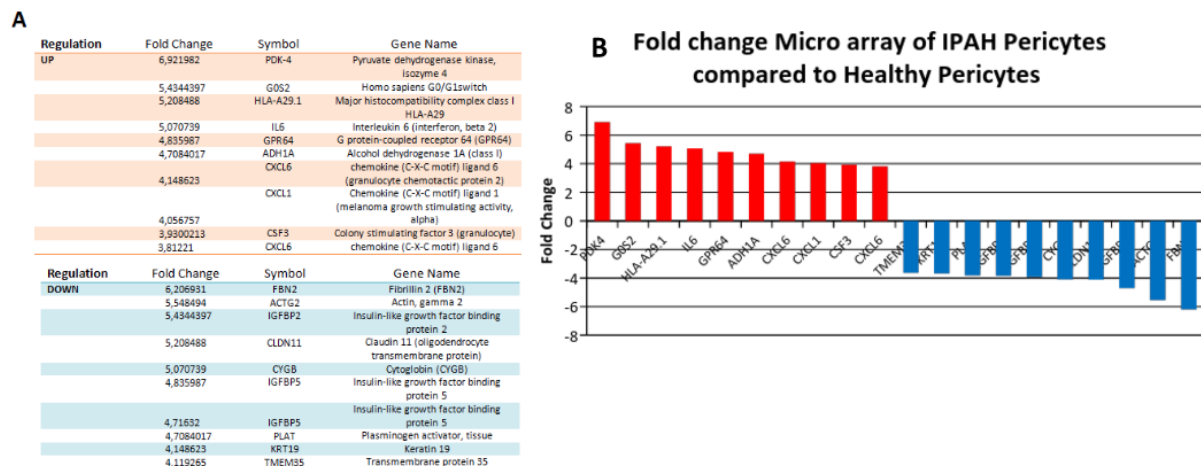 A
Regulation Fold Change Symbol Gene Name
UP 6,921982 PDK-4 Pyruvate dehydrogenase kinase,
isozyme 4
5,4344397 G0S2 Homo sapiens G0/G1switch
5,208488 HLA-A29.1 Major histocompatibility complex class I
HLA-A29
5,070739 IL6 Interleukin 6 (interferon, beta 2)
4,835987 GPR64 G protein-coupled receptor 64 (GPR64)
4,7084017 ADH1A Alcohol dehydrogenase 1A (class I)
CXCL6 chemokine (C-X-C motif) ligand 6
4,148623 (granulocyte chemotactic protein 2)
CXCL1 Chemokine (C-X-C motif) ligand 1
(melanoma growth stimulating activity,
4,056757 alpha)
3,9300213 CSF3 Colony stimulating factor 3 (granulocyte)
3,81221 CXCL6 chemokine (C-X-C motif) ligand 6
Regulation Fold Change Symbol Gene Name
DOWN 6,206931 FBN2 Fibrillin 2 (FBN2)
5,548494 ACTG2 Actin, gamma 2
5,4344397 IGFBP2 Insulin-like growth factor binding
protein 2
5,208488 CLDN11 Claudin 11 (oligodendrocyte
transmembrane protein)
5,070739 CYGB Cytoglobin (CYGB)
4,835987 IGFBP5 Insulin-like growth factor binding
protein 5
Insulin-like growth factor binding
4,71632 IGFBP5 protein 5
4,7084017 PLAT Plasminogen activator, tissue
4,148623 KRT19 Keratin 19
4,119265 TMEM35 Transmembrane protein 35
B
Fold change Micro array of IPAH Pericytes
compared to Healthy Pericytes
Fold Change
8
6
4
2
0
-2
-4
-6
-8
PDK4
G0S2
HLA-A29.1
IL6
GPR64
ADH1A
CXCL6
CXCL1
CSF3
CXCL6